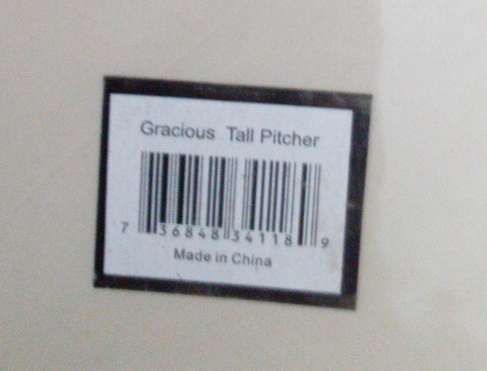 Gracious Tall Pitcher
7 36848 34118 9
Made in China